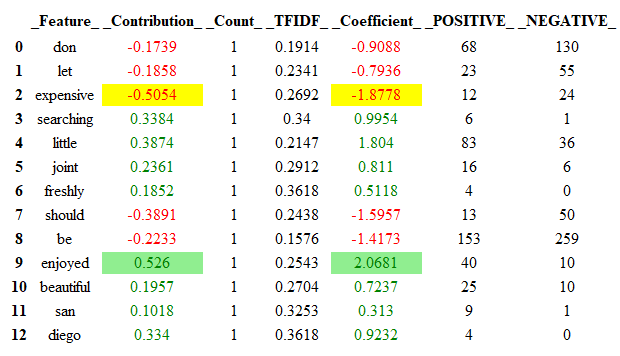 _Feature_ _Contribution_ _Count_ _TFIDF_ _Coefficient_ _POSITIVE_ _NEGATIVE_
0 don -0.1739 1 0.1914 -0.9088 68 130
1 let -0.1858 1 0.2341 -0.7936 23 55
2 expensive -0.5054 1 0.2692 -1.8778 12 24
3 searching 0.3384 1 0.34 0.9954 6 1
4 little 0.3874 1 0.2147 1.804 83 36
5 joint 0.2361 1 0.2912 0.811 16 6
6 freshly 0.1852 1 0.3618 0.5118 4 0
7 should -0.3891 1 0.2438 -1.5957 13 50
8 be -0.2233 1 0.1576 -1.4173 153 259
9 enjoyed 0.526 1 0.2543 2.0681 40 10
10 beautiful 0.1957 1 0.2704 0.7237 25 10
11 san 0.1018 1 0.3253 0.313 9 1
12 diego 0.334 1 0.3618 0.9232 4 0